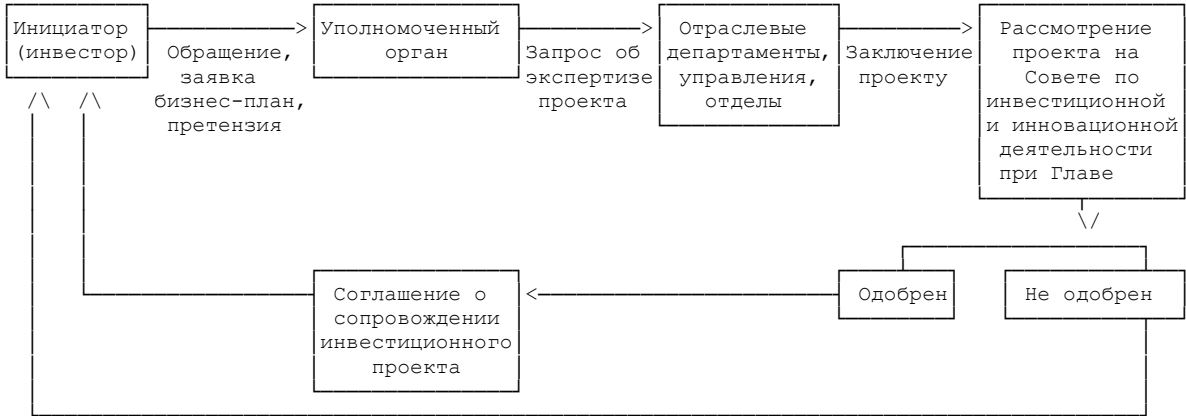 Инициатор
(инвестор)
Обращение,
заявка
бизнес-план,
претензия
Уполномоченный
орган
Запрос об
экспертизе
проекта
Отраслевые
департаменты,
управления,
отделы
Заключение
проекту
Рассмотрение
проекта на
Совете по
инвестиционной
и инновационной
деятельности
при Главе
Соглашение о
сопровождении
инвестиционного
проекта
Одобрен
Не одобрен